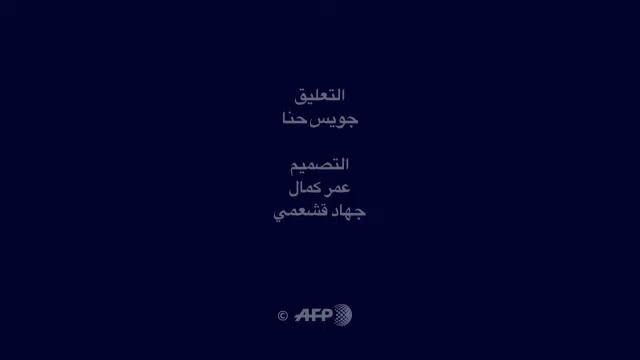 التعليق
جويس حنا
التصميم
عمر كمال
جهاد قشعمي
© AFP